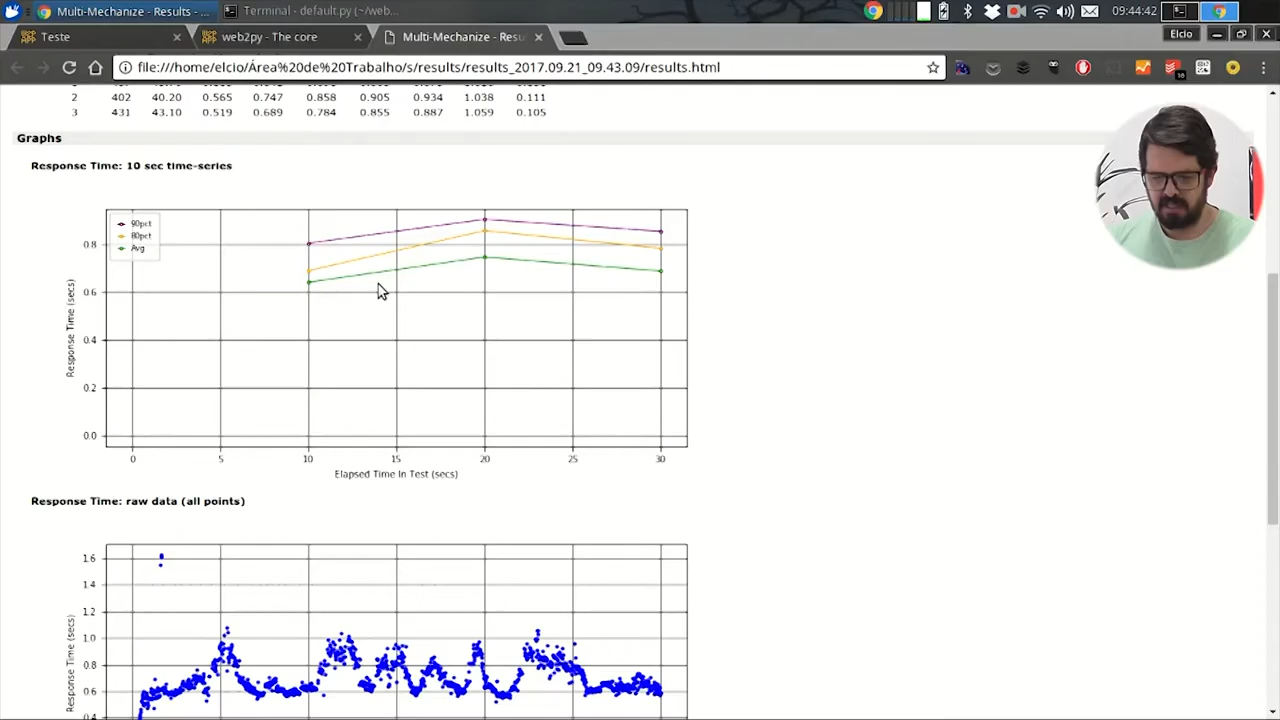 Multi-Mechanize - Results - ... Terminal - default.py (~/web... 09:44:42
Teste web2py - The core Multi-Mechanize - Resu Elcio
file:///home/elcio/Área%20de%20Trabalho/s/results/results_2017.09.21_09.43.09/results.html
2 402 40.20 0.565 0.747 0.858 0.905 0.934 1.038 0.111
3 431 43.10 0.519 0.689 0.784 0.855 0.887 1.059 0.105
Graphs
Response Time: 10 sec time-series
90pct
80pct
Avg
0.8
0.6
0.4
0.2
0.0
Response Time (secs)
0 5 10 15 20 25 30
Elapsed Time In Test (secs)
Response Time: raw data (all points)
1.6
1.4
1.2
1.0
0.8
0.6
0.4
Response Time (secs)